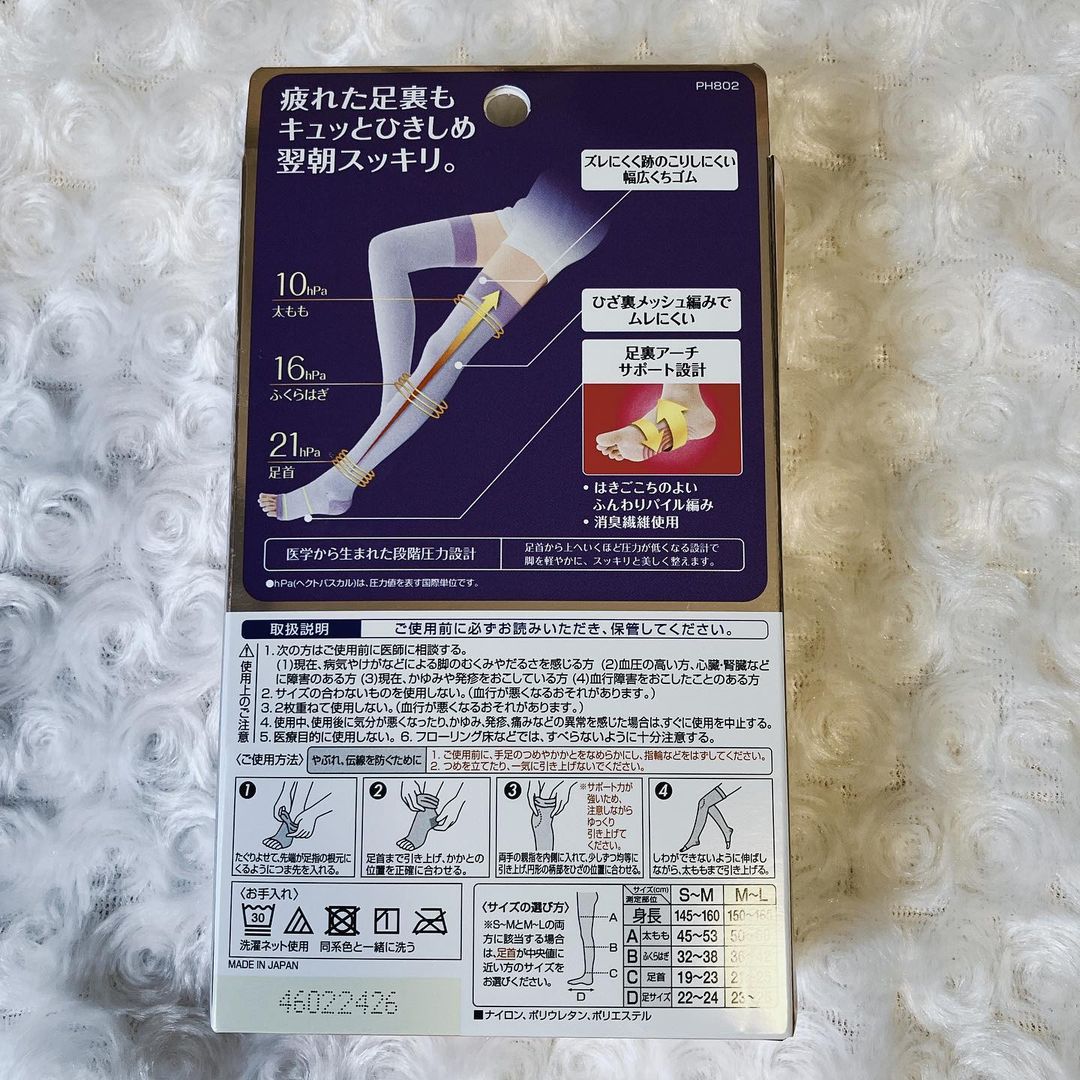 PH802
疲れた足裏も
キュッとひきしめ
翌朝スッキリ。
ズレにくく跡のこりしにくい
幅広くちゴム
10hPa
太もも
ひざ裏メッシュ編みで
ムレにくい
16hPa
ふくらはぎ
足裏アーチ
サポート設計
21hPa
足首
• はきごこちのよい
ふんわりパイル編み
• 消臭繊維使用
医学から生まれた段階圧力設計
足首から上へいくほど圧力が低くなる設計で
脚を軽やかに、スッキリと美しく整えます。
●hPa(ヘクトパスカル)は、圧力値を表す国際単位です。
取扱説明 ご使用前に必ずお読みいただき、保管してください。
使用上のご注意
1. 次の方はご使用前に医師に相談する。
(1)現在、病気やけがなどによる脚のむくみやだるさを感じる方 (2)血圧の高い方、心臓・腎臓など
に障害のある方 (3)現在、かゆみや発疹をおこしている方 (4)血行障害をおこしたことのある方
2. サイズの合わないものを使用しない。(血行が悪くなるおそれがあります。)
3. 2枚重ねて使用しない。(血行が悪くなるおそれがあります。)
4. 使用中、使用後に気分が悪くなったり、かゆみ、発疹、痛みなどの異常を感じた場合は、すぐに使用を中止する。
5. 医療目的に使用しない。 6. フローリング床などでは、すべらないように十分注意する。
〈ご使用方法〉 やぶれ、伝線を防ぐために
1. ご使用前に、手足のつめやかかとをなめらかにし、指輪などをはずしてください。
2. つめを立てたり、一気に引き上げないでください。
1
たぐりよせて、先端が足指の根元に
くるようにつま先を入れる。
2
足首まで引き上げ、かかとの
位置を正確に合わせる。
3
※サポート力が
強いため、
注意しながら
ゆっくり
引き上げて
ください。
両手の親指を内側に入れて、少しずつ均等に
引き上げ、円形の柄部をひざの位置に合わせる。
4
しわができないように伸ばし
ながら、太ももまで引き上げる。
〈お手入れ〉
30
洗濯ネット使用 同系色と一緒に洗う
MADE IN JAPAN
46022426
〈サイズの選び方〉
※S~MとM~Lの両
方に該当する場合
は、足首が中央値に
近い方のサイズを
お選びください。
A
B
C
D
サイズ(cm) 測定部位 S~M M~L
身長 145~160 150~165
A 太もも 45~53
B ふくらはぎ 32~38
C 足首 19~23
D 足サイズ 22~24
■ナイロン、ポリウレタン、ポリエステル